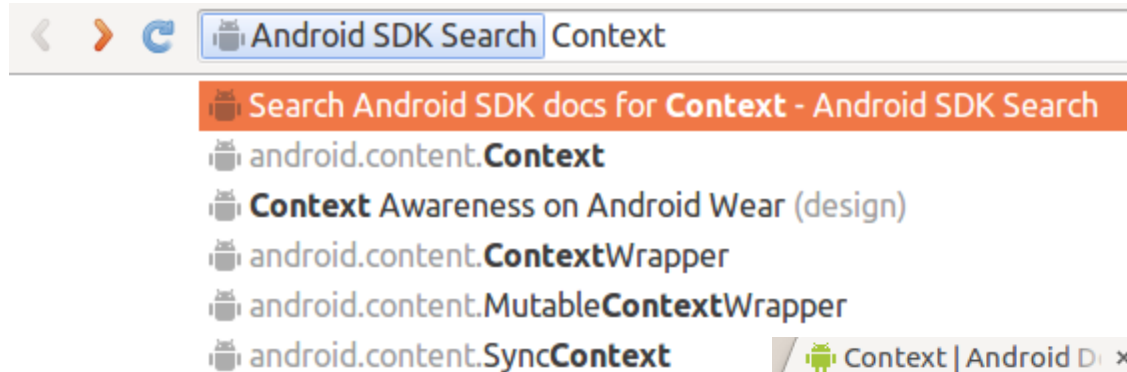 Android SDK Search Context
Search Android SDK docs for Context - Android SDK Search
android.content.Context
Context Awareness on Android Wear (design)
android.content.ContextWrapper
android.content.MutableContextWrapper
android.content.SyncContext
Context | Android D